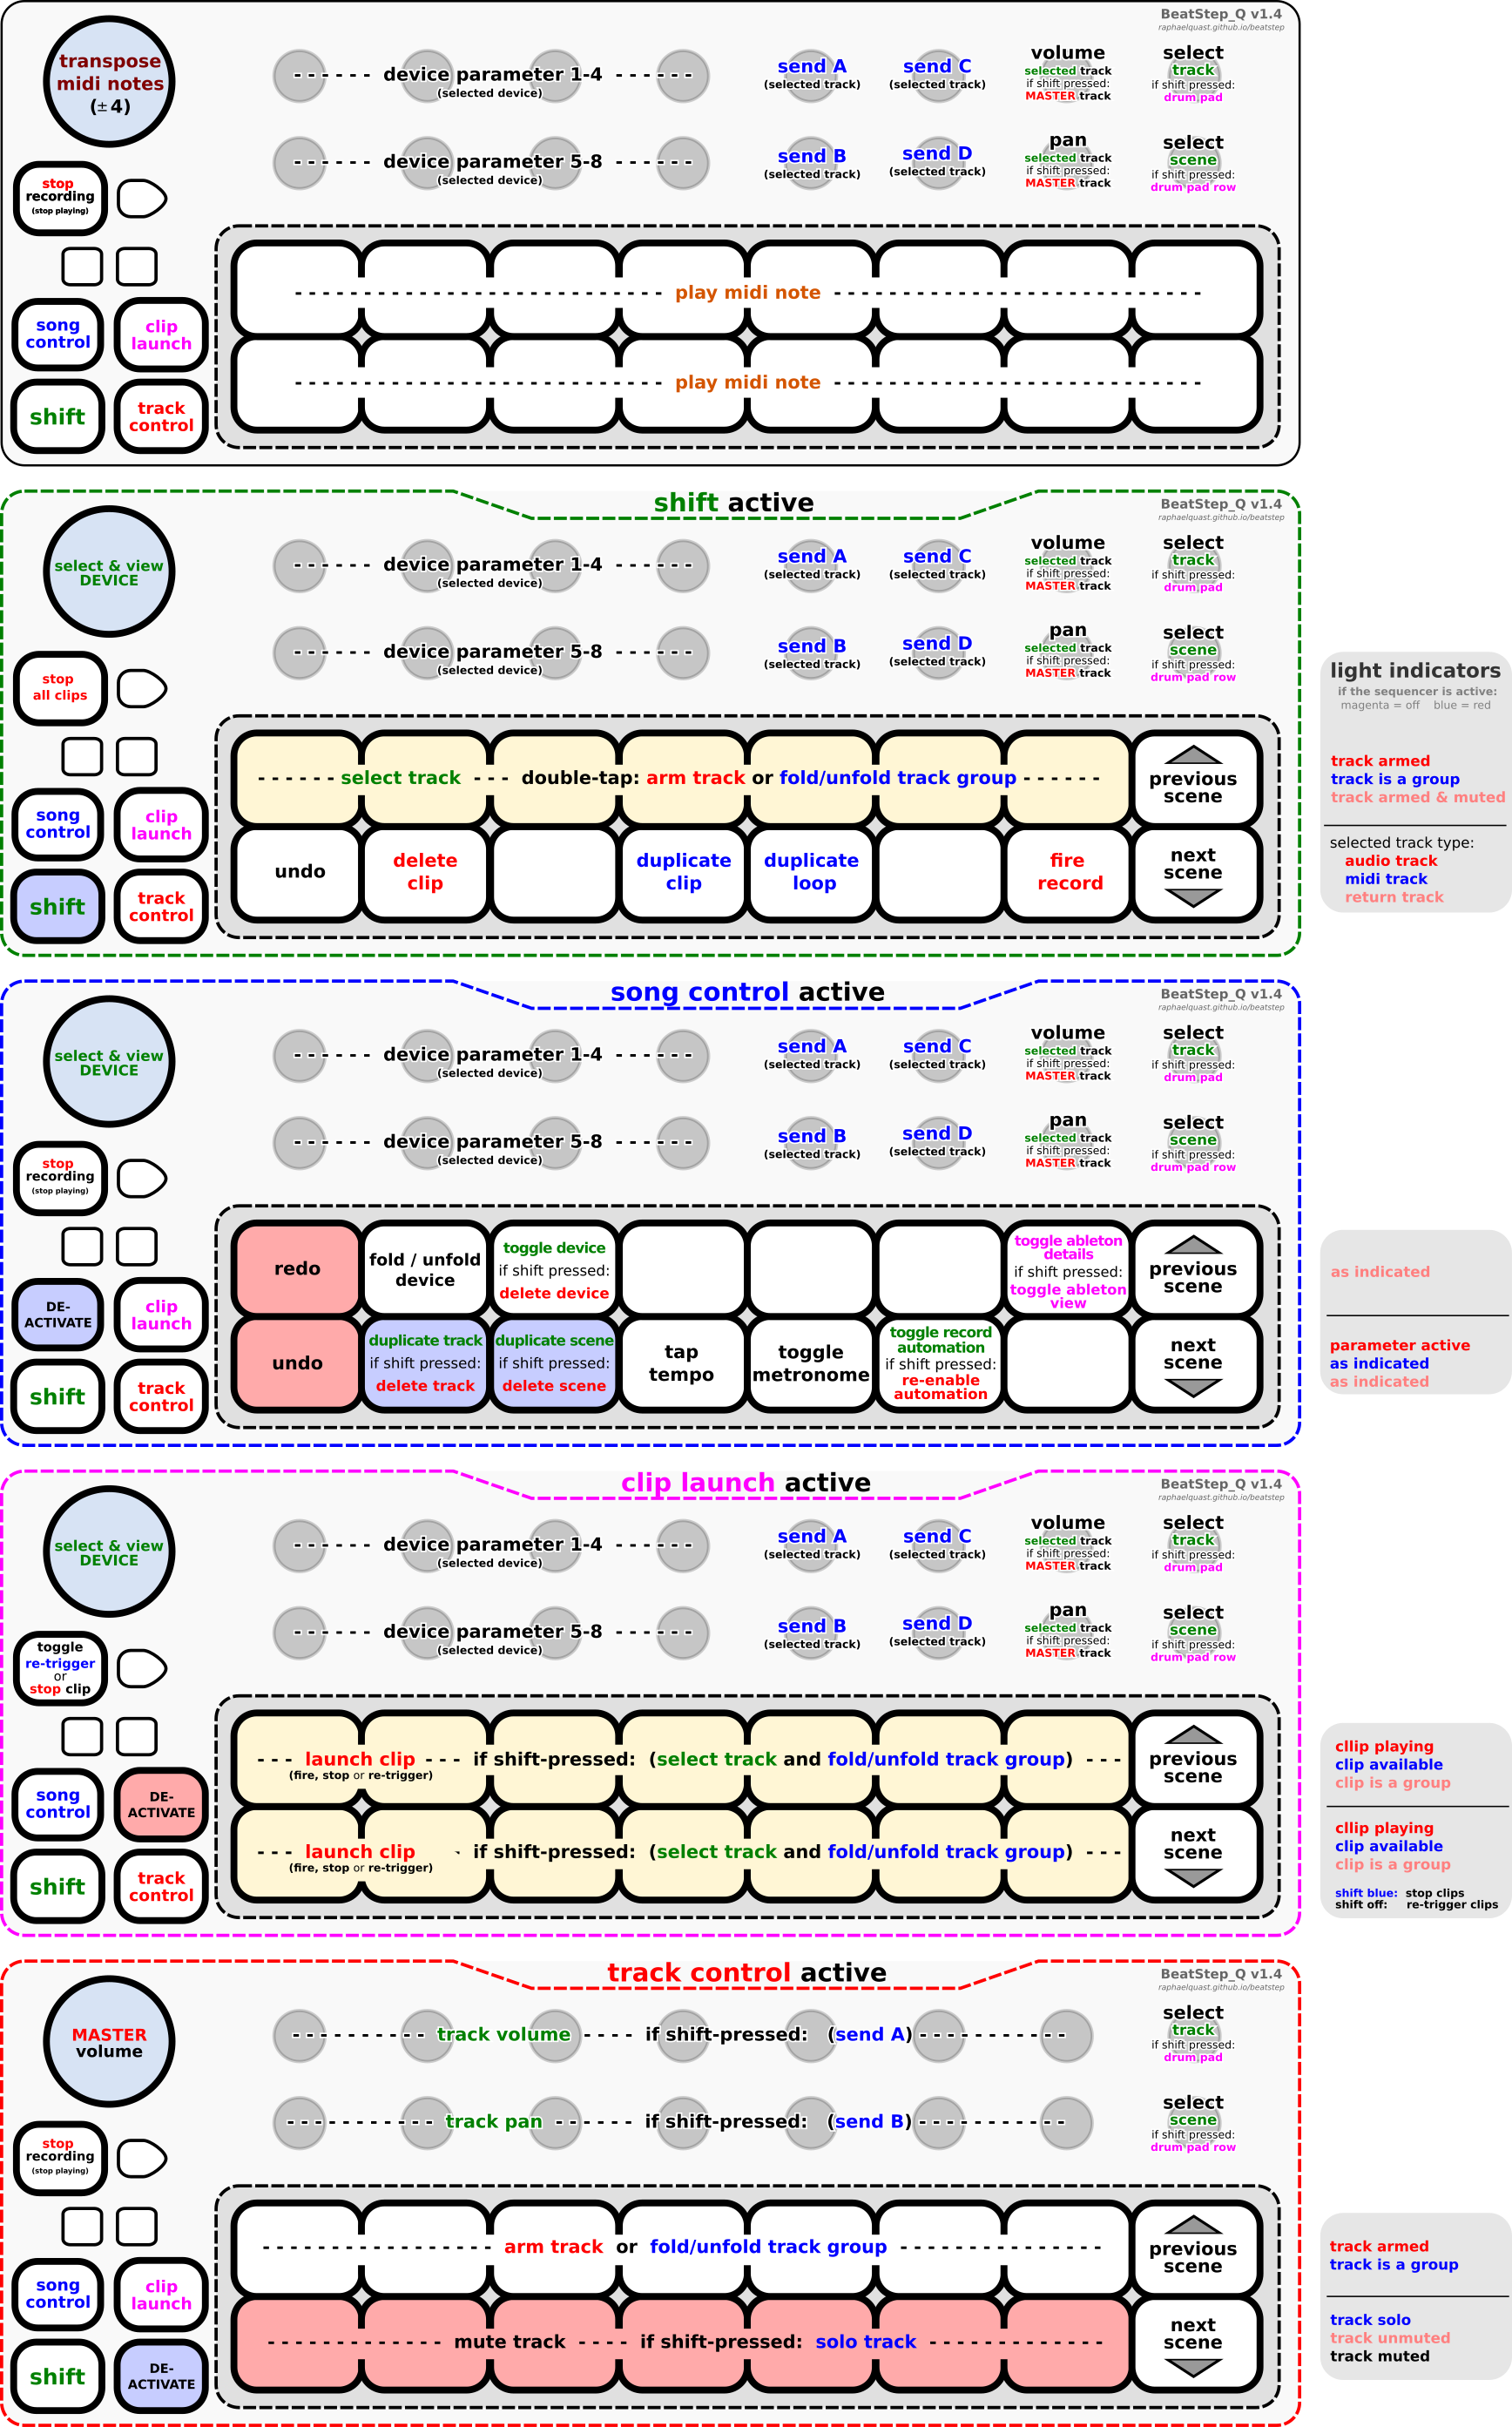 BeatStep_Q v1.4
raphaelquast.github.io/beatstep
transpose
midi notes
(±4)
device parameter 1-4
(selected device)
send A
(selected track)
send C
(selected track)
volume
selected track
if shift pressed:
MASTER track
select
track
if shift pressed:
drum pad
device parameter 5-8
(selected device)
send B
(selected track)
send D
(selected track)
pan
selected track
if shift pressed:
MASTER track
select
scene
if shift pressed:
drum pad row
stop
recording
(stop playing)
play midi note
song
control
clip
launch
play midi note
shift
track
control
shift active
BeatStep_Q v1.4
raphaelquast.github.io/beatstep
select & view
DEVICE
device parameter 1-4
(selected device)
send A
(selected track)
send C
(selected track)
volume
selected track
if shift pressed:
MASTER track
select
track
if shift pressed:
drum pad
device parameter 5-8
(selected device)
send B
(selected track)
send D
(selected track)
pan
selected track
if shift pressed:
MASTER track
select
scene
if shift pressed:
drum pad row
stop
all clips
select track --- double-tap: arm track or fold/unfold track group
previous
scene
song
control
clip
launch
undo
delete
clip
duplicate
clip
duplicate
loop
fire
record
next
scene
shift
track
control
light indicators
if the sequencer is active:
magenta = off blue = red
track armed
track is a group
track armed & muted
selected track type:
audio track
midi track
return track
song control active
BeatStep_Q v1.4
raphaelquast.github.io/beatstep
select & view
DEVICE
device parameter 1-4
(selected device)
send A
(selected track)
send C
(selected track)
volume
selected track
if shift pressed:
MASTER track
select
track
if shift pressed:
drum pad
device parameter 5-8
(selected device)
send B
(selected track)
send D
(selected track)
pan
selected track
if shift pressed:
MASTER track
select
scene
if shift pressed:
drum pad row
stop
recording
(stop playing)
redo
fold / unfold
device
toggle device
if shift pressed:
delete device
toggle ableton
details
if shift pressed:
toggle ableton
view
previous
scene
DE-
ACTIVATE
clip
launch
undo
duplicate track
if shift pressed:
delete track
duplicate scene
if shift pressed:
delete scene
tap
tempo
toggle
metronome
toggle record
automation
if shift pressed:
re-enable
automation
next
scene
shift
track
control
as indicated
parameter active
as indicated
as indicated
clip launch active
BeatStep_Q v1.4
raphaelquast.github.io/beatstep
select & view
DEVICE
device parameter 1-4
(selected device)
send A
(selected track)
send C
(selected track)
volume
selected track
if shift pressed:
MASTER track
select
track
if shift pressed:
drum pad
device parameter 5-8
(selected device)
send B
(selected track)
send D
(selected track)
pan
selected track
if shift pressed:
MASTER track
select
scene
if shift pressed:
drum pad row
toggle
re-trigger
or
stop clip
--- launch clip --- if shift-pressed: (select track and fold/unfold track group) ---
(fire, stop or re-trigger)
previous
scene
song
control
DE-
ACTIVATE
--- launch clip - if shift-pressed: (select track and fold/unfold track group) ---
(fire, stop or re-trigger)
next
scene
shift
track
control
cllip playing
clip available
clip is a group
cllip playing
clip available
clip is a group
shift blue: stop clips
shift off: re-trigger clips
track control active
BeatStep_Q v1.4
raphaelquast.github.io/beatstep
MASTER
volume
track volume ---- if shift-pressed: (send A)
select
track
if shift pressed:
drum pad
track pan ------ if shift-pressed: (send B)
select
scene
if shift pressed:
drum pad row
stop
recording
(stop playing)
arm track or fold/unfold track group
previous
scene
song
control
clip
launch
mute track ---- if shift-pressed: solo track
next
scene
shift
DE-
ACTIVATE
track armed
track is a group
track solo
track unmuted
track muted